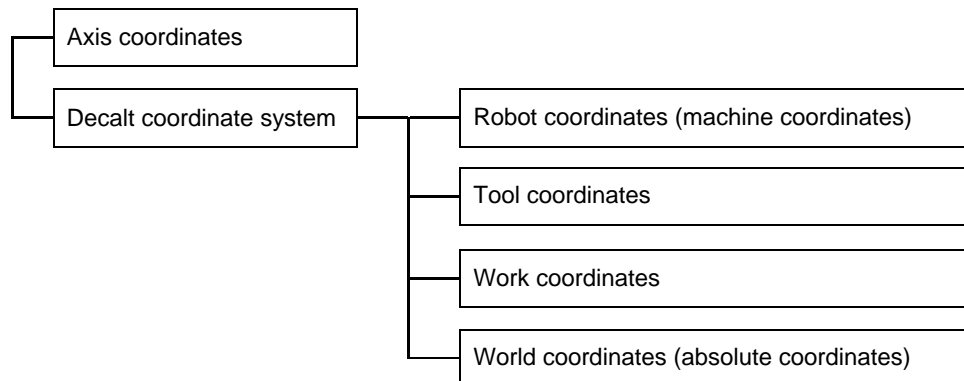 Axis coordinates
Decalt coordinate system
Robot coordinates (machine coordinates)
Tool coordinates
Work coordinates
World coordinates (absolute coordinates)